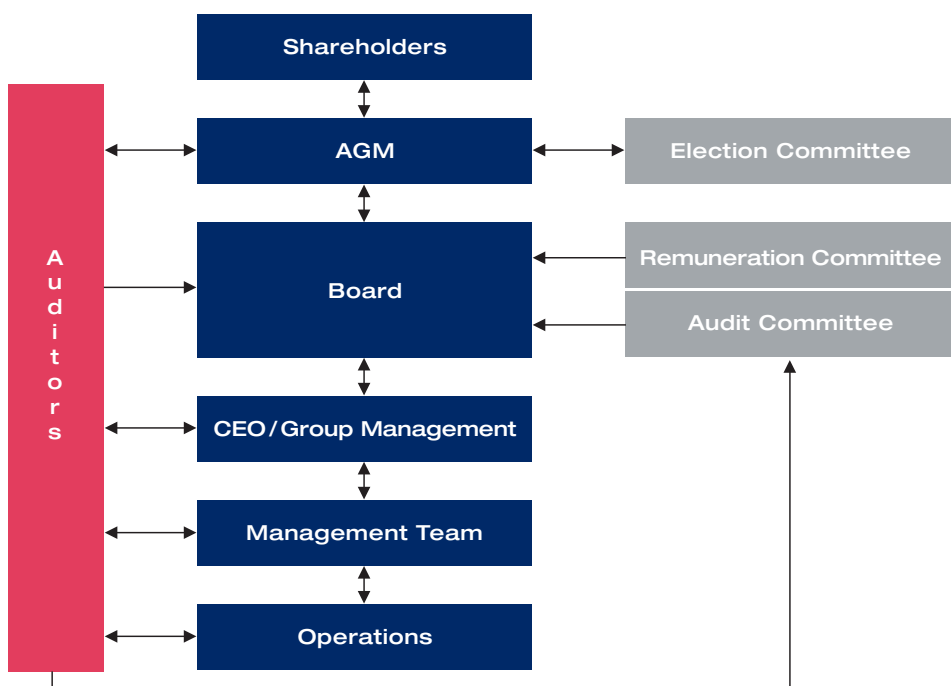 Shareholders
AGM
Election Committee
Auditors
Board
Remuneration Committee
Audit Committee
CEO/Group Management
Management Team
Operations